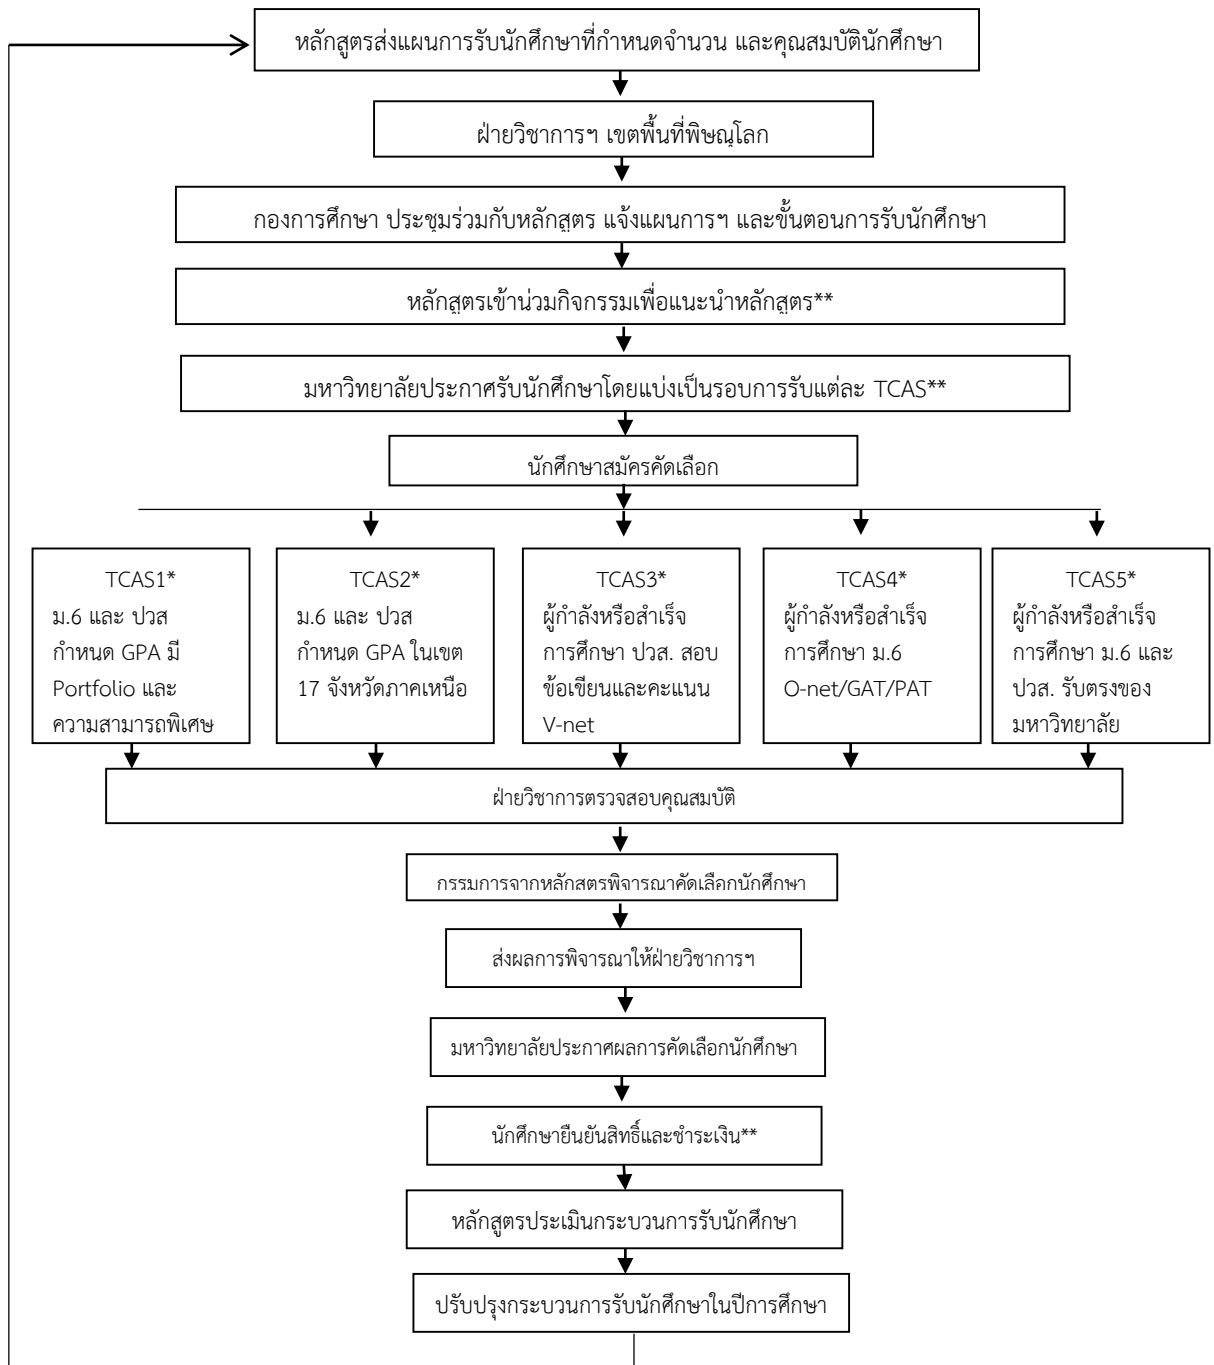 หลักสูตรส่งแผนการรับนักศึกษาที่กำหนดจำนวน และคุณสมบัตินักศึกษา
ฝ่ายวิชาการฯ เขตพื้นที่พิษณุโลก
กองการศึกษา ประชุมร่วมกับหลักสูตร แจ้งแผนการฯ และขั้นตอนการรับนักศึกษา
หลักสูตรเข้าน่วมกิจกรรมเพื่อแนะนำหลักสูตร**
มหาวิทยาลัยประกาศรับนักศึกษาโดยแบ่งเป็นรอบการรับแต่ละ TCAS**
นักศึกษาสมัครคัดเลือก
TCAS1*
ม.6 และ ปวส
กำหนด GPA มี
Portfolio และ
ความสามารถพิเศษ
TCAS2*
ม.6 และ ปวส
กำหนด GPA ในเขต
17 จังหวัดภาคเหนือ
TCAS3*
ผู้กำลังหรือสำเร็จ
การศึกษา ปวส. สอบ
ข้อเขียนและคะแนน
V-net
TCAS4*
ผู้กำลังหรือสำเร็จ
การศึกษา ม.6
O-net/GAT/PAT
TCAS5*
ผู้กำลังหรือสำเร็จ
การศึกษา ม.6 และ
ปวส. รับตรงของ
มหาวิทยาลัย
ฝ่ายวิชาการตรวจสอบคุณสมบัติ
กรรมการจากหลักสูตรพิจารณาคัดเลือกนักศึกษา
ส่งผลการพิจารณาให้ฝ่ายวิชาการฯ
มหาวิทยาลัยประกาศผลการคัดเลือกนักศึกษา
นักศึกษายืนยันสิทธิ์และชำระเงิน**
หลักสูตรประเมินกระบวนการรับนักศึกษา
ปรับปรุงกระบวนการรับนักศึกษาในปีการศึกษา